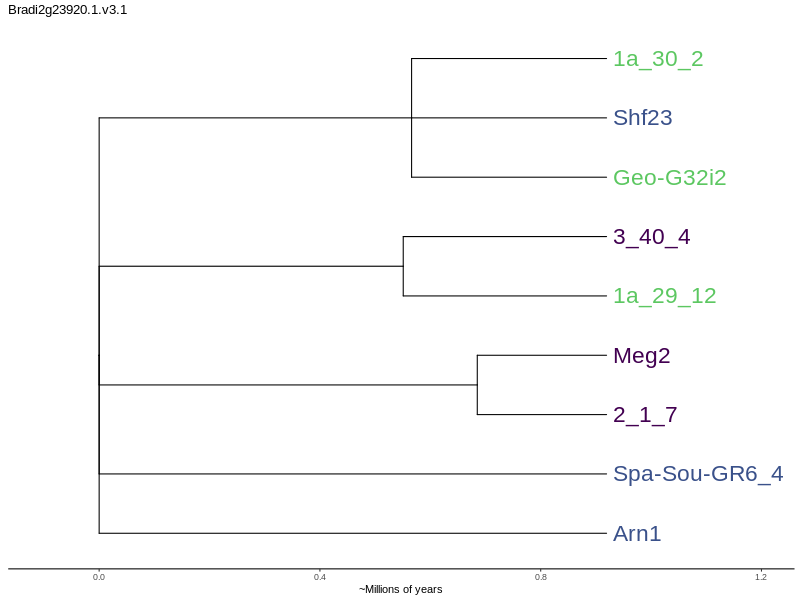 Bradi2g23920.1.v3.1
1a_30_2
Shf23
Geo-G32i2
3_40_4
1a_29_12
Meg2
2_1_7
Spa-Sou-GR6_4
Arn1
0.0 0.4 0.8 1.2
~Millions of years